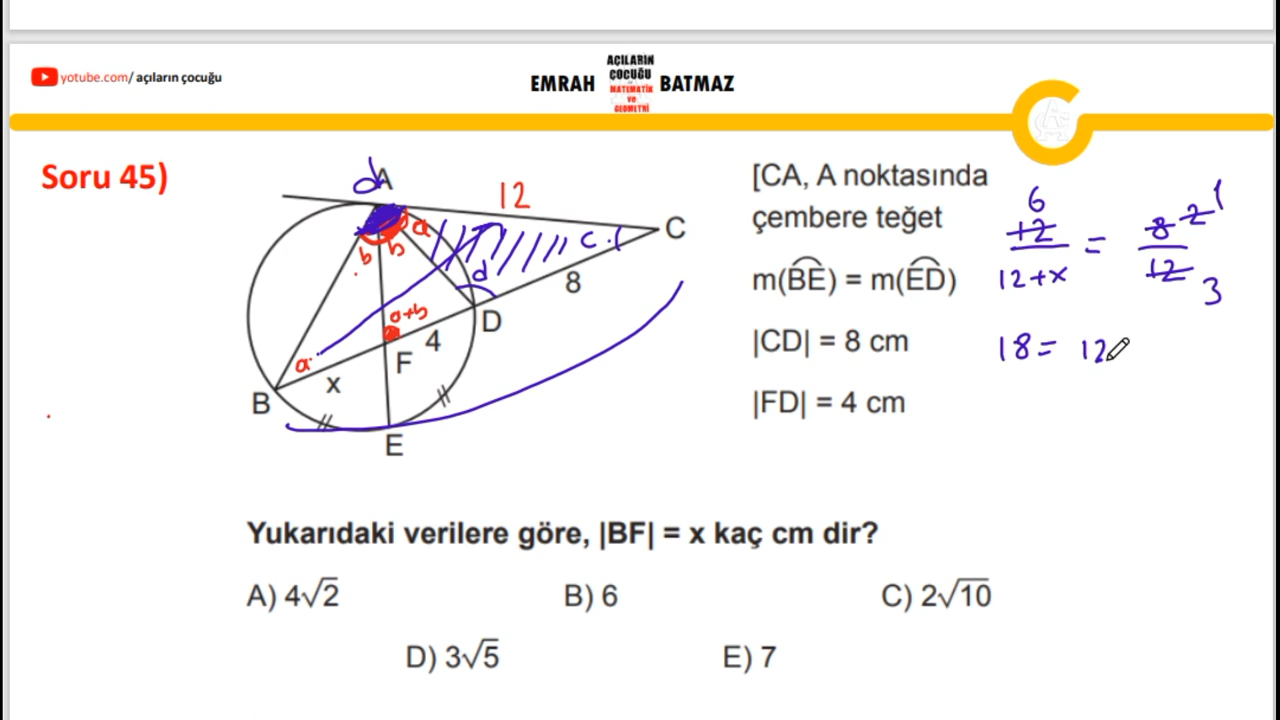 yotube.com/ açıların çocuğu
EMRAH
AÇILARIN
ÇOCUĞU
MATEMATİK
ve
GEOMETRİ
BATMAZ
Soru 45)
[CA, A noktasında
çembere teğet
m(BE) = m(ED)
|CD| = 8 cm
|FD| = 4 cm
d A
12
a
b b
C
c.
d
8
a+b
D
4
a
F
x
B
E
6
12
12+x
=
8 2 1
12
3
18 = 12
Yukarıdaki verilere göre, |BF| = x kaç cm dir?
A) 4√2
B) 6
C) 2√10
D) 3√5
E) 7